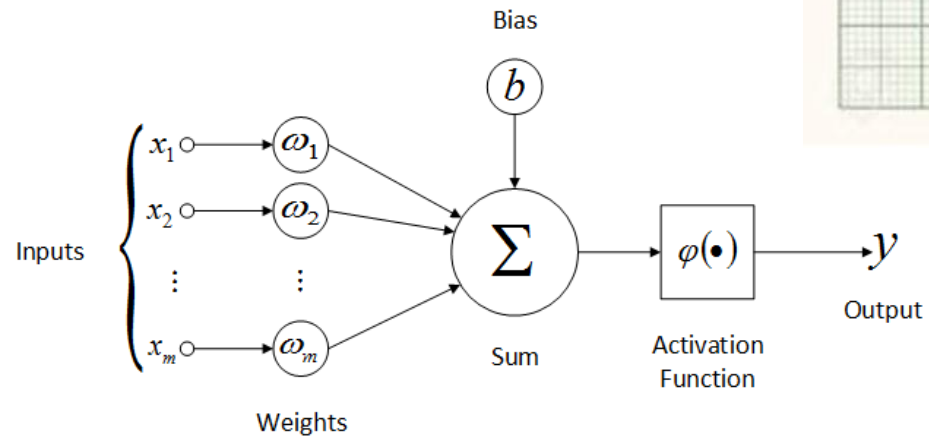 Bias
b
x₁
ω₁
x₂
ω₂
Inputs
Σ
φ(•)
y
⋮
⋮
Output
xₘ
ωₘ
Sum
Activation
Function
Weights